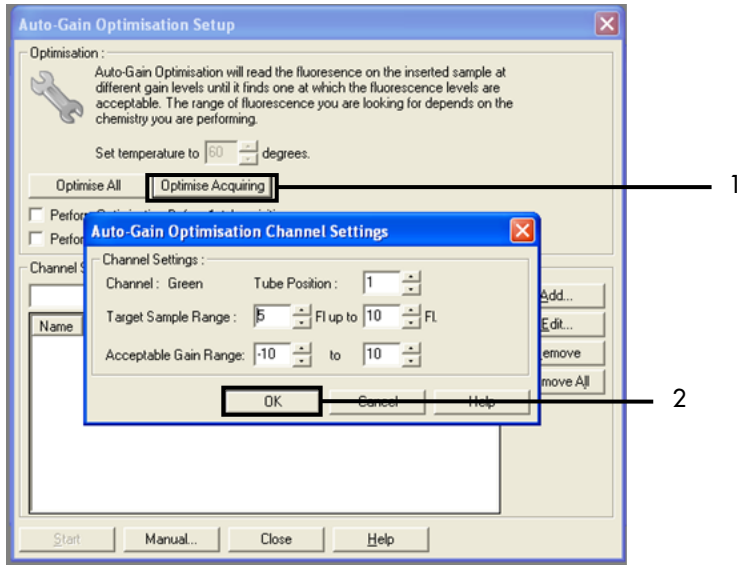 Auto-Gain Optimisation Setup
Optimisation :
Auto-Gain Optimisation will read the fluoresence on the inserted sample at
different gain levels until it finds one at which the fluorescence levels are
acceptable. The range of fluorescence you are looking for depends on the
chemistry you are performing.
Set temperature to 60 degrees.
Optimise All Optimise Acquiring 1
Auto-Gain Optimisation Channel Settings
Channel Settings :
Channel : Green Tube Position : 1
Target Sample Range : 5 Fl up to 10 Fl.
Acceptable Gain Range: -10 to 10
OK Cancel Help 2
Channel
Name
Add...
Edit...
emove
move All
Start Manual... Close Help